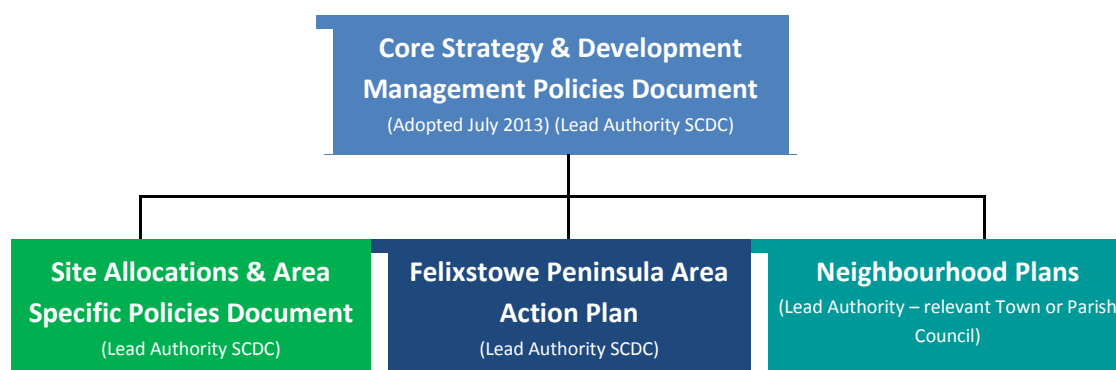 Core Strategy & Development
Management Policies Document
(Adopted July 2013) (Lead Authority SCDC)
Site Allocations & Area
Specific Policies Document
(Lead Authority SCDC)
Felixstowe Peninsula Area
Action Plan
(Lead Authority SCDC)
Neighbourhood Plans
(Lead Authority – relevant Town or Parish
Council)